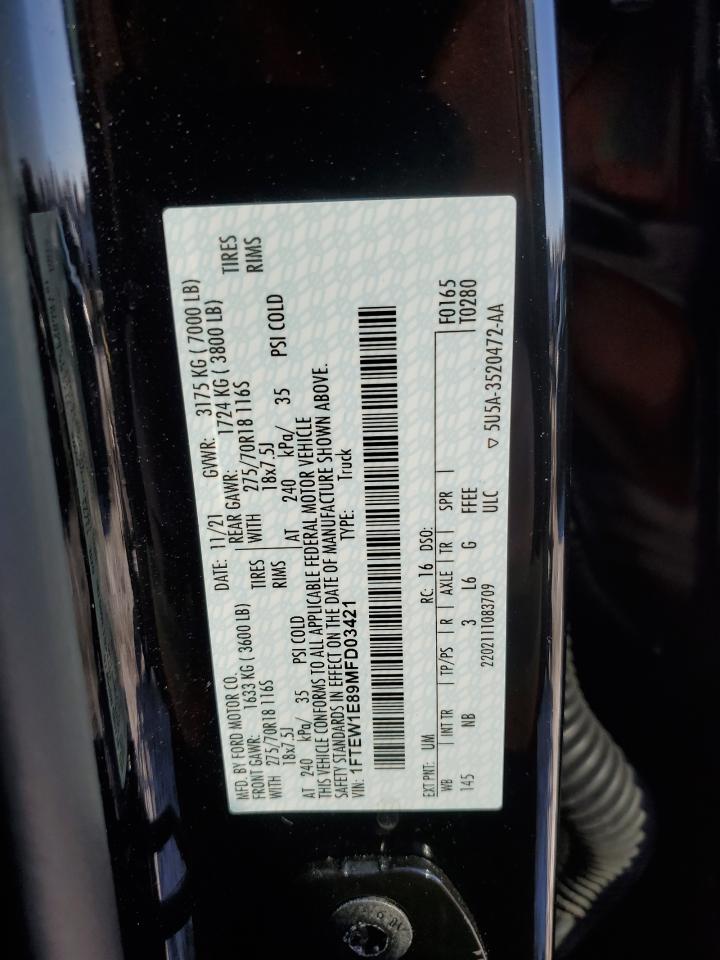 MFD. BY FORD MOTOR CO.
DATE: 11/21 GVWR: 3175 KG ( 7000 LB)
FRONT GAWR: 1633 KG ( 3600 LB) REAR GAWR: 1724 KG ( 3800 LB)
WITH 275/70R18 116S TIRES WITH 275/70R18 116S TIRES
18x7.5J RIMS 18x7.5J RIMS
AT 240 kPa/ 35 PSI COLD AT 240 kPa/ 35 PSI COLD
THIS VEHICLE CONFORMS TO ALL APPLICABLE FEDERAL MOTOR VEHICLE
SAFETY STANDARDS IN EFFECT ON THE DATE OF MANUFACTURE SHOWN ABOVE.
VIN: 1FTEW1E89MFD03421 TYPE: Truck
EXT PNT: UM RC: 16 DSO: F0165
WB INT TR TP/PS R AXLE TR SPR T0280
145 NB 3 L6 G FFEE
2202111083709 ULC ▽ 5U5A-3520472-AA